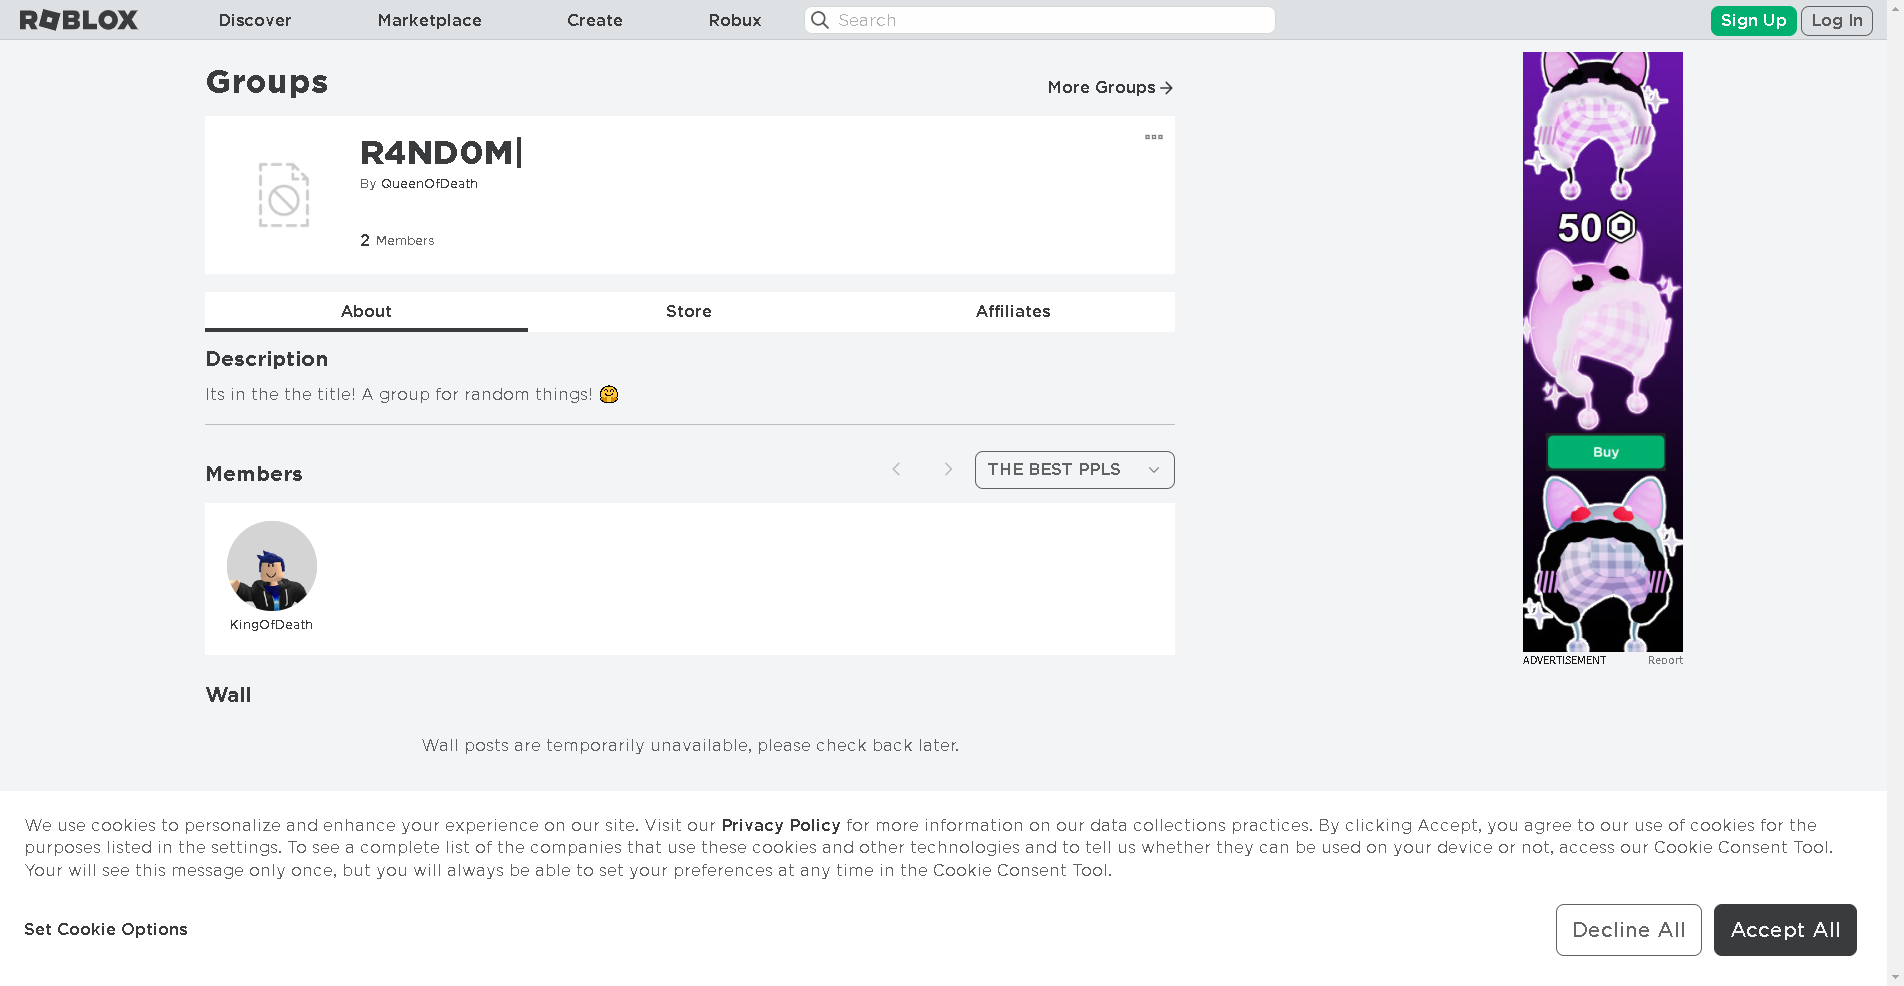 ROBLOX Discover Marketplace Create Robux Search Sign Up Log In
Groups
More Groups
R4ND0M|
By QueenOfDeath
2 Members
About Store Affiliates
Description
Its in the the title! A group for random things! 🤗
Members
THE BEST PPLS
KingOfDeath
Wall
Wall posts are temporarily unavailable, please check back later.
50
Buy
ADVERTISEMENT Report
We use cookies to personalize and enhance your experience on our site. Visit our Privacy Policy for more information on our data collections practices. By clicking Accept, you agree to our use of cookies for the
purposes listed in the settings. To see a complete list of the companies that use these cookies and other technologies and to tell us whether they can be used on your device or not, access our Cookie Consent Tool.
Your will see this message only once, but you will always be able to set your preferences at any time in the Cookie Consent Tool.
Set Cookie Options
Decline All
Accept All